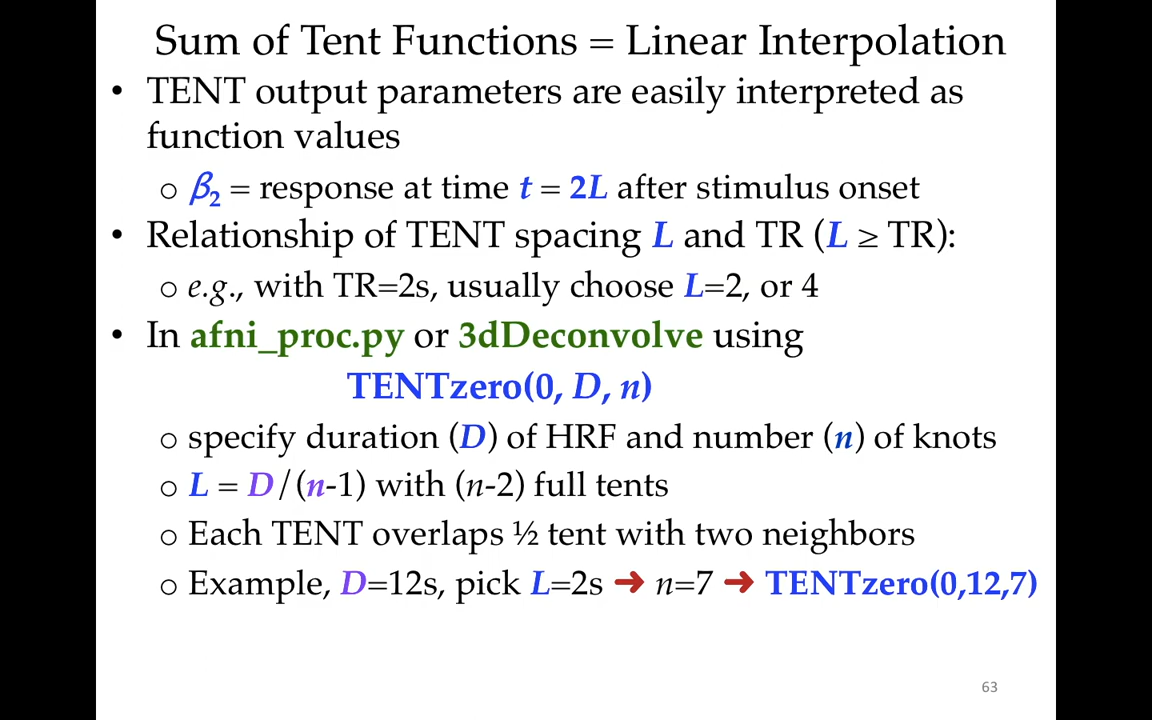 Sum of Tent Functions = Linear Interpolation
• TENT output parameters are easily interpreted as
function values
o β₂ = response at time t = 2L after stimulus onset
• Relationship of TENT spacing L and TR (L ≥ TR):
o e.g., with TR=2s, usually choose L=2, or 4
• In afni_proc.py or 3dDeconvolve using
TENTzero(0, D, n)
o specify duration (D) of HRF and number (n) of knots
o L = D/(n-1) with (n-2) full tents
o Each TENT overlaps ½ tent with two neighbors
o Example, D=12s, pick L=2s ➜ n=7 ➜ TENTzero(0,12,7)
63